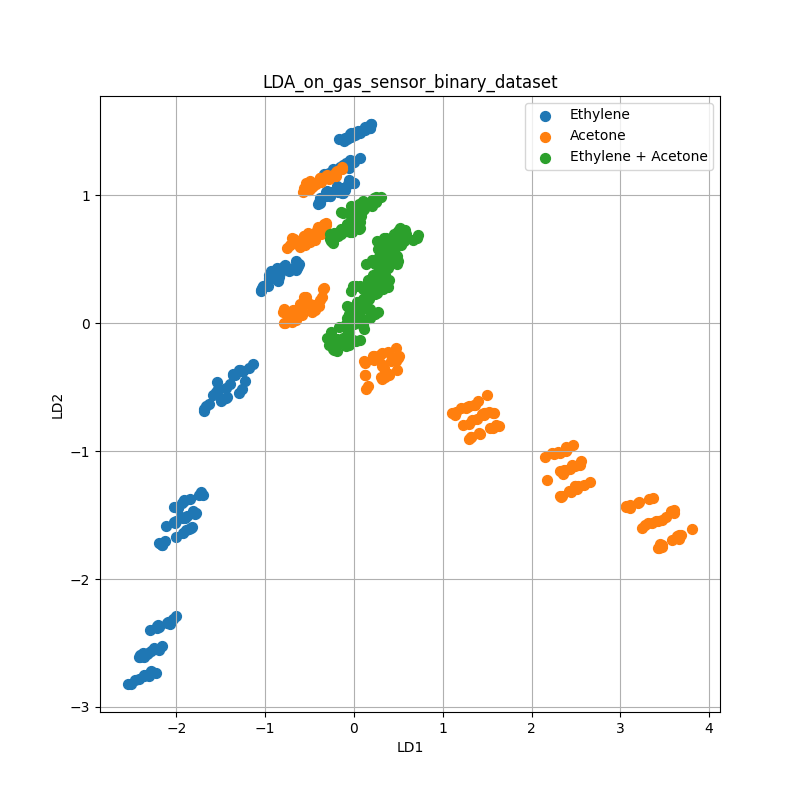 LDA_on_gas_sensor_binary_dataset
Ethylene
Acetone
Ethylene + Acetone
1
0
−1
−2
−3
LD2
−2
−1
0
1
2
3
4
LD1